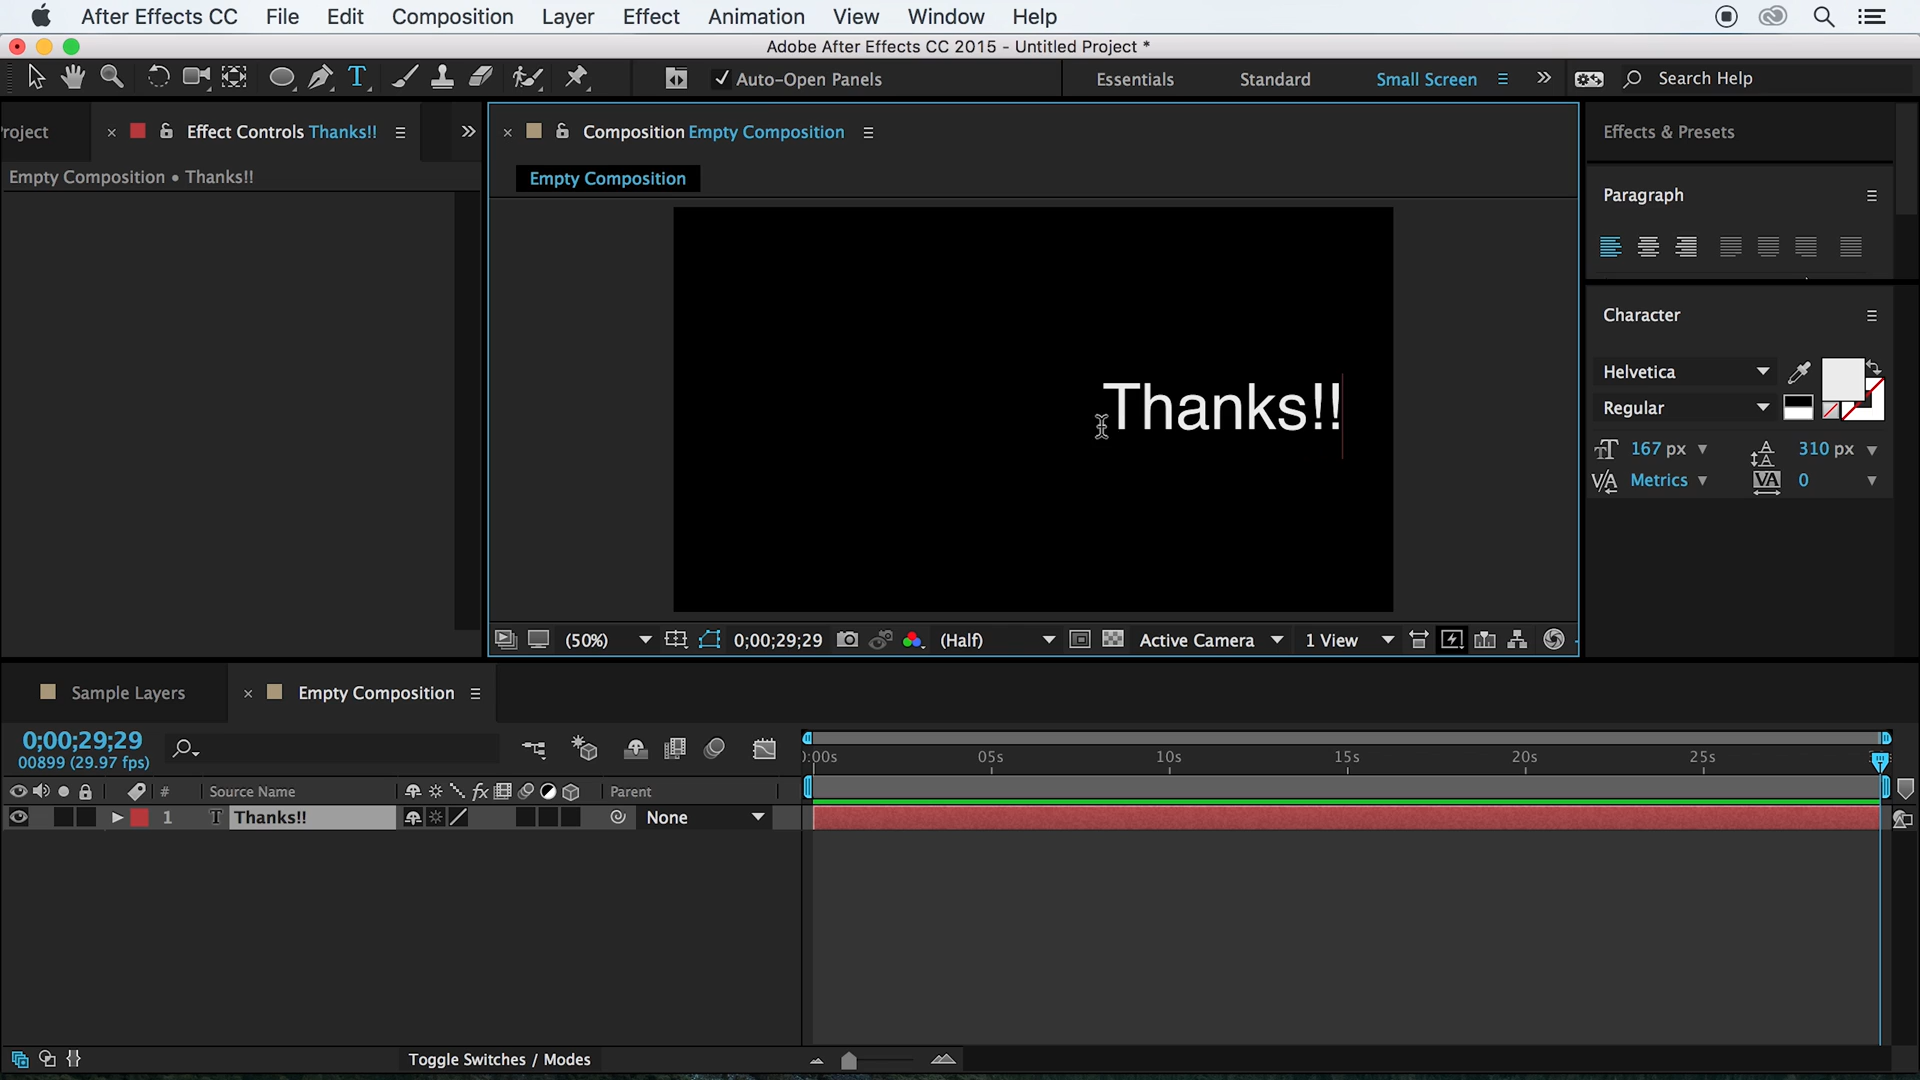 After Effects CC File Edit Composition Layer Effect Animation View Window Help
Adobe After Effects CC 2015 - Untitled Project *
Auto-Open Panels Essentials Standard Small Screen Search Help
roject Effect Controls Thanks!! Composition Empty Composition Effects & Presets
Empty Composition • Thanks!! Empty Composition
Paragraph
Character
Helvetica
Regular
Thanks!!
167 px 310 px
Metrics 0
(50%) 0;00;29;29 (Half) Active Camera 1 View
Sample Layers Empty Composition
0;00;29;29
00899 (29.97 fps)
:00s 05s 10s 15s 20s 25s
# Source Name fx Parent
1 T Thanks!! None
Toggle Switches / Modes